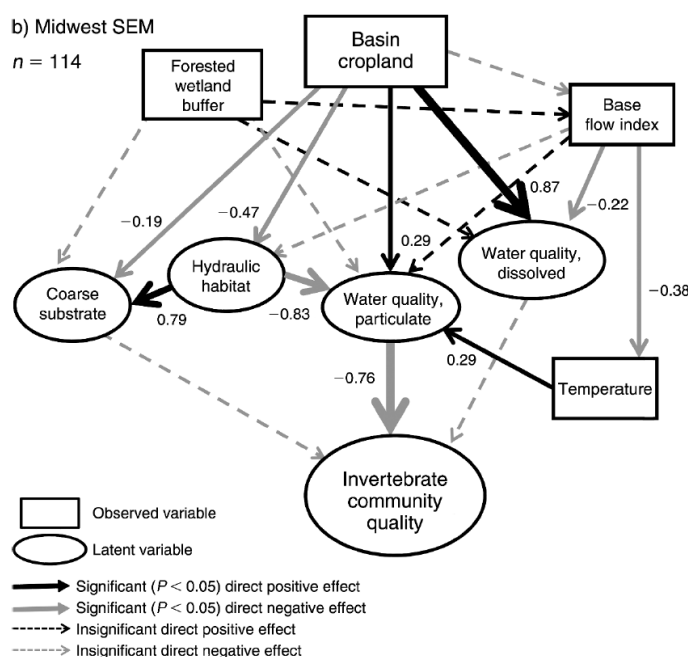 b) Midwest SEM
n = 114
Forested
wetland
buffer
Basin
cropland
Base
flow index
0.87
−0.22
−0.19
−0.47
0.29
Water quality,
dissolved
Hydraulic
habitat
Coarse
substrate
Water quality,
particulate
−0.38
0.79
−0.83
0.29
−0.76
Temperature
Invertebrate
community
quality
Observed variable
Latent variable
Significant (P < 0.05) direct positive effect
Significant (P < 0.05) direct negative effect
Insignificant direct positive effect
Insignificant direct negative effect